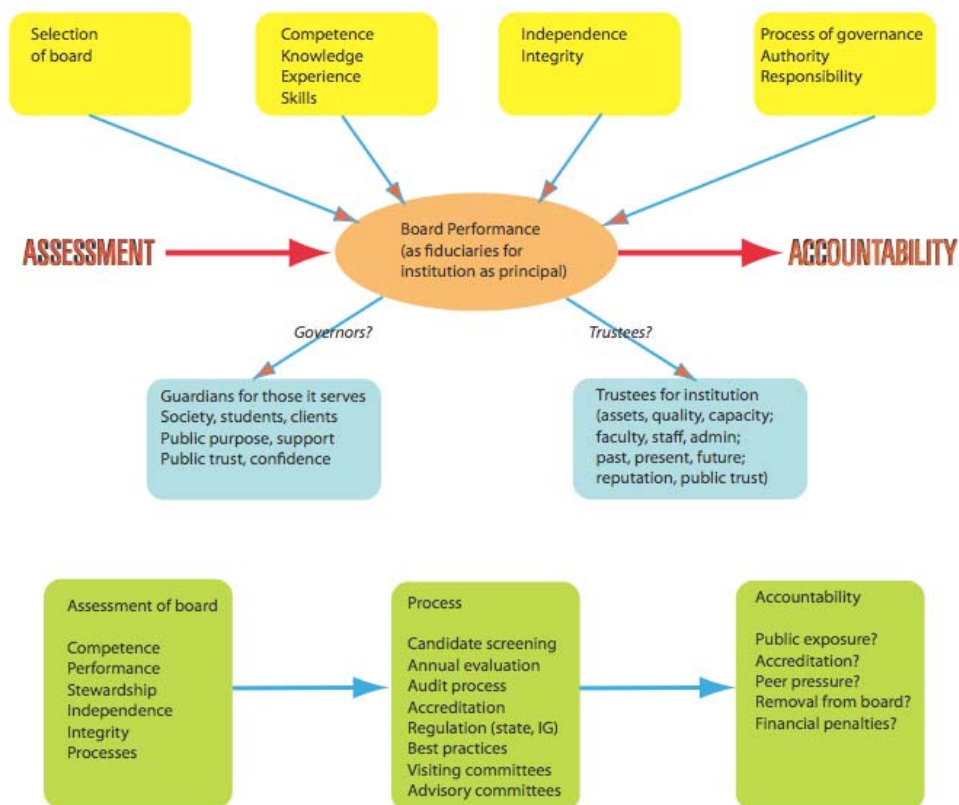 Selection
of board
Competence
Knowledge
Experience
Skills
Independence
Integrity
Process of governance
Authority
Responsibility
ASSESSMENT
Board Performance
(as fiduciaries for
institution as principal)
ACCOUNTABILITY
Governors?
Trustees?
Guardians for those it serves
Society, students, clients
Public purpose, support
Public trust, confidence
Trustees for institution
(assets, quality, capacity;
faculty, staff, admin;
past, present, future;
reputation, public trust)
Assessment of board
Competence
Performance
Stewardship
Independence
Integrity
Processes
Process
Candidate screening
Annual evaluation
Audit process
Accreditation
Regulation (state, IG)
Best practices
Visiting committees
Advisory committees
Accountability
Public exposure?
Accreditation?
Peer pressure?
Removal from board?
Financial penalties?